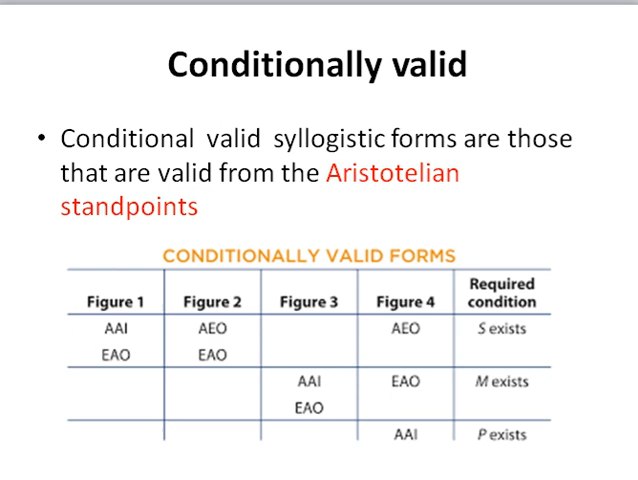 Conditionally valid
• Conditional valid syllogistic forms are those
that are valid from the Aristotelian
standpoints
CONDITIONALLY VALID FORMS
Required
Figure 1 Figure 2 Figure 3 Figure 4 condition
AAI AEO AEO S exists
EAO EAO
AAI EAO M exists
EAO
AAI P exists